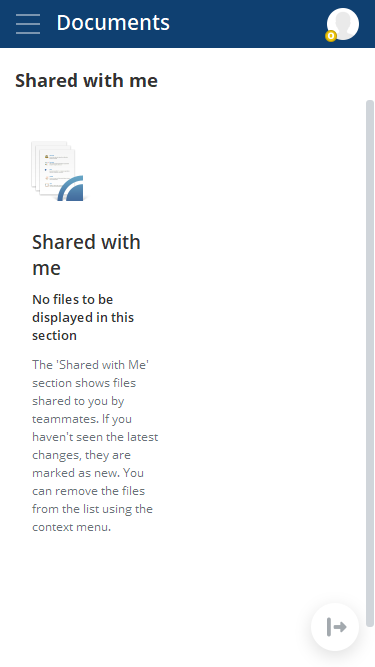 Documents
Shared with me
Shared with
me
No files to be
displayed in this
section
The 'Shared with Me'
section shows files
shared to you by
teammates. If you
haven't seen the latest
changes, they are
marked as new. You
can remove the files
from the list using the
context menu.